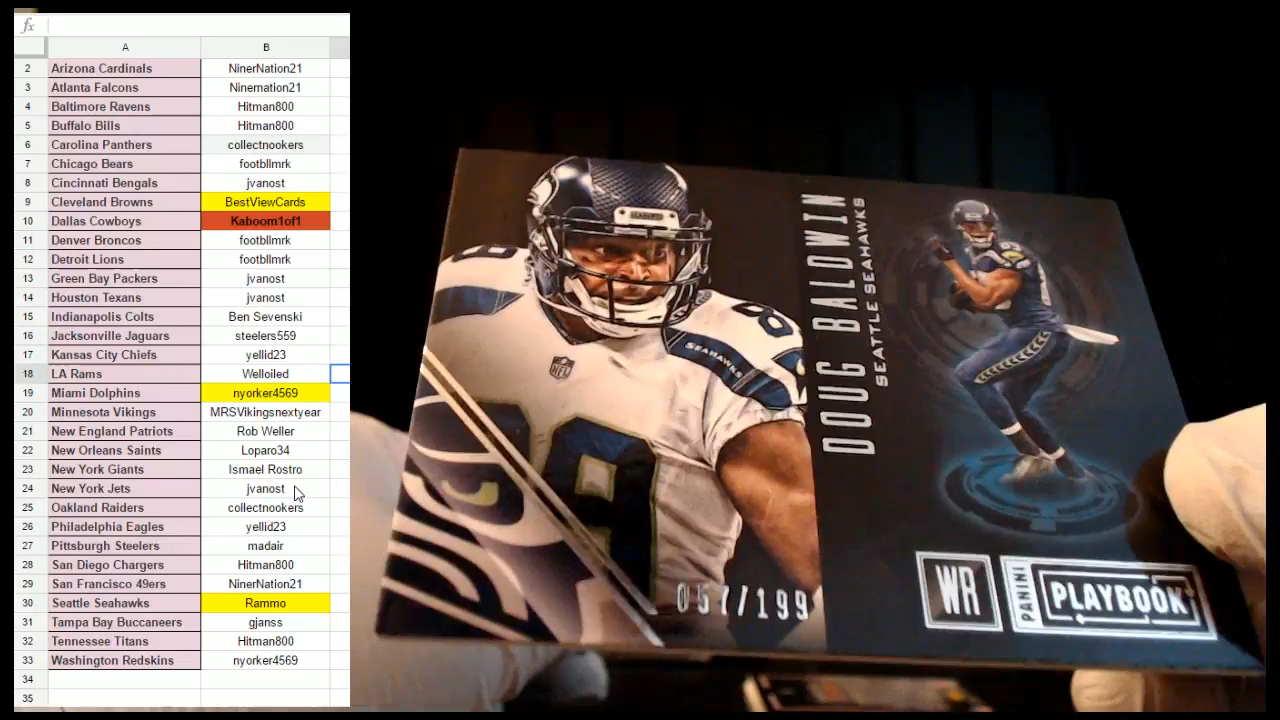 fx
A B
2 Arizona Cardinals NinerNation21
3 Atlanta Falcons Ninernation21
4 Baltimore Ravens Hitman800
5 Buffalo Bills Hitman800
6 Carolina Panthers collectnookers
7 Chicago Bears footbllmrk
8 Cincinnati Bengals jvanost
9 Cleveland Browns BestViewCards
10 Dallas Cowboys Kaboom1of1
11 Denver Broncos footbllmrk
12 Detroit Lions footbllmrk
13 Green Bay Packers jvanost
14 Houston Texans jvanost
15 Indianapolis Colts Ben Sevenski
16 Jacksonville Jaguars steelers559
17 Kansas City Chiefs yellid23
18 LA Rams Welloiled
19 Miami Dolphins nyorker4569
20 Minnesota Vikings MRSVikingsnextyear
21 New England Patriots Rob Weller
22 New Orleans Saints Loparo34
23 New York Giants Ismael Rostro
24 New York Jets jvanost
25 Oakland Raiders collectnookers
26 Philadelphia Eagles yellid23
27 Pittsburgh Steelers madair
28 San Diego Chargers Hitman800
29 San Francisco 49ers NinerNation21
30 Seattle Seahawks Rammo
31 Tampa Bay Buccaneers gjanss
32 Tennessee Titans Hitman800
33 Washington Redskins nyorker4569
34
35
DOUG BALDWIN
SEATTLE SEAHAWKS
SEAHAWKS
NFL
89
057/199
WR
PANINI
PLAYBOOK